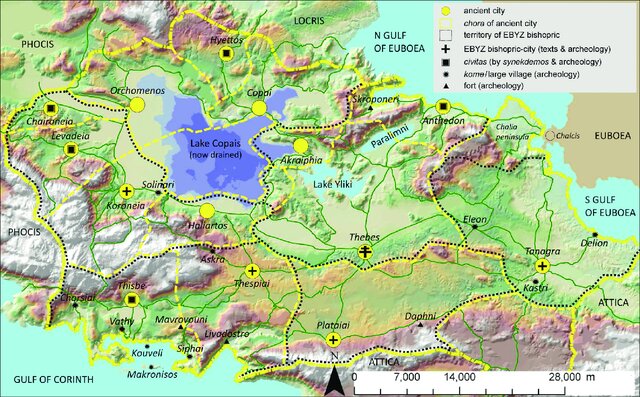 LOCRIS
PHOCIS
N GULF
OF EUBOEA
ancient city
chora of ancient city
territory of EBYZ bishopric
EBYZ bishopric-city (texts & archeology)
civitas (by synekdemos & archeology)
kome/large village (archeology)
fort (archeology)
Hyettos
Orchomenos
Copai
Skroponeri
Anthedon
Chaironeia
Levadeia
Lake Copais
(now drained)
Akraiphia
Paralimni
Chalia
peninsula
Chalcis
EUBOEA
Solinari
Koroneia
Lake Yliki
Haliartos
S GULF
OF EUBOEA
PHOCIS
Eleon
Delion
Thebes
Tanagra
Askra
Thespiai
Kastri
Chorsiai
Thisbe
ATTICA
Vathy
Mavrovouni
Livadostro
Daphni
Kouveli
Siphai
Plataiai
Makronisos
N
ATTICA
GULF OF CORINTH
0 7,000 14,000 28,000 m